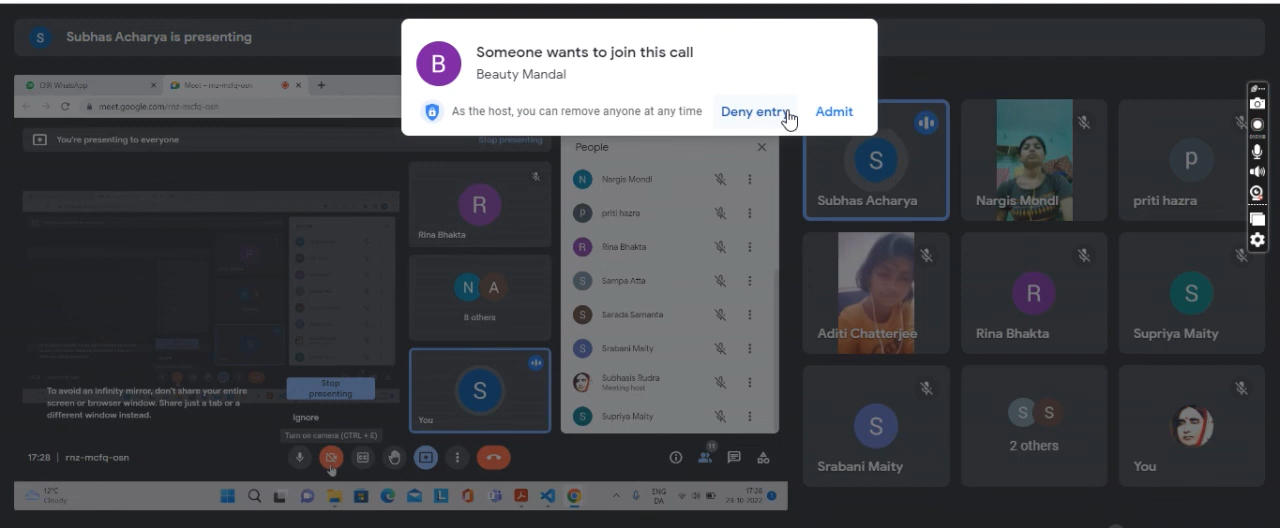 S Subhas Acharya is presenting
B
Someone wants to join this call
Beauty Mandal
As the host, you can remove anyone at any time
Deny entry
Admit
(39) WhatsApp
Meet – rnz-mcfq-osn
meet.google.com/rnz-mcfq-osn
You're presenting to everyone
Stop presenting
R
Rina Bhakta
N A
8 others
S
You
People
N Nargis Mondl
p priti hazra
R Rina Bhakta
S Sampa Atta
S Sarada Samanta
S Srabani Maity
Subhasis Rudra
Meeting host
S Supriya Maity
To avoid an infinity mirror, don't share your entire
screen or browser window. Share just a tab or a
different window instead.
Stop
presenting
Ignore
Turn on camera (CTRL + E)
17:28 | rnz-mcfq-osn
11
12°C
Cloudy
ENG
DA
17:28
23-10-2022
S
Subhas Acharya
Nargis Mondl
p
priti hazra
Aditi Chatterjee
R
Rina Bhakta
S
Supriya Maity
S
Srabani Maity
S S
2 others
You